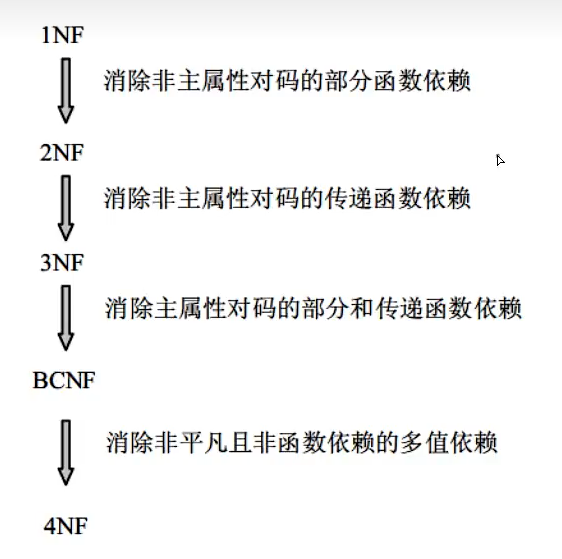 1NF
消除非主属性对码的部分函数依赖
2NF
消除非主属性对码的传递函数依赖
3NF
消除主属性对码的部分和传递函数依赖
BCNF
消除非平凡且非函数依赖的多值依赖
4NF